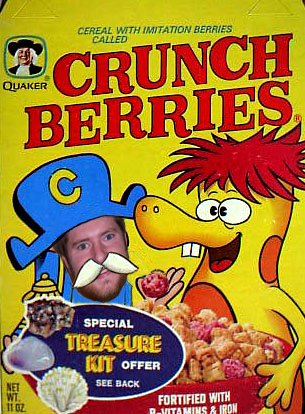 CEREAL WITH IMITATION BERRIES
CALLED
CRUNCH
BERRIES®
QUAKER®
C
SPECIAL
TREASURE
KIT OFFER
SEE BACK
NET
WT.
11 OZ.
FORTIFIED WITH
B-VITAMINS & IRON